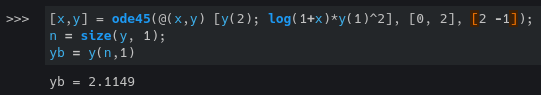 >>> [x,y] = ode45(@(x,y) [y(2); log(1+x)*y(1)^2], [0, 2], [2 -1]);
n = size(y, 1);
yb = y(n,1)
yb = 2.1149